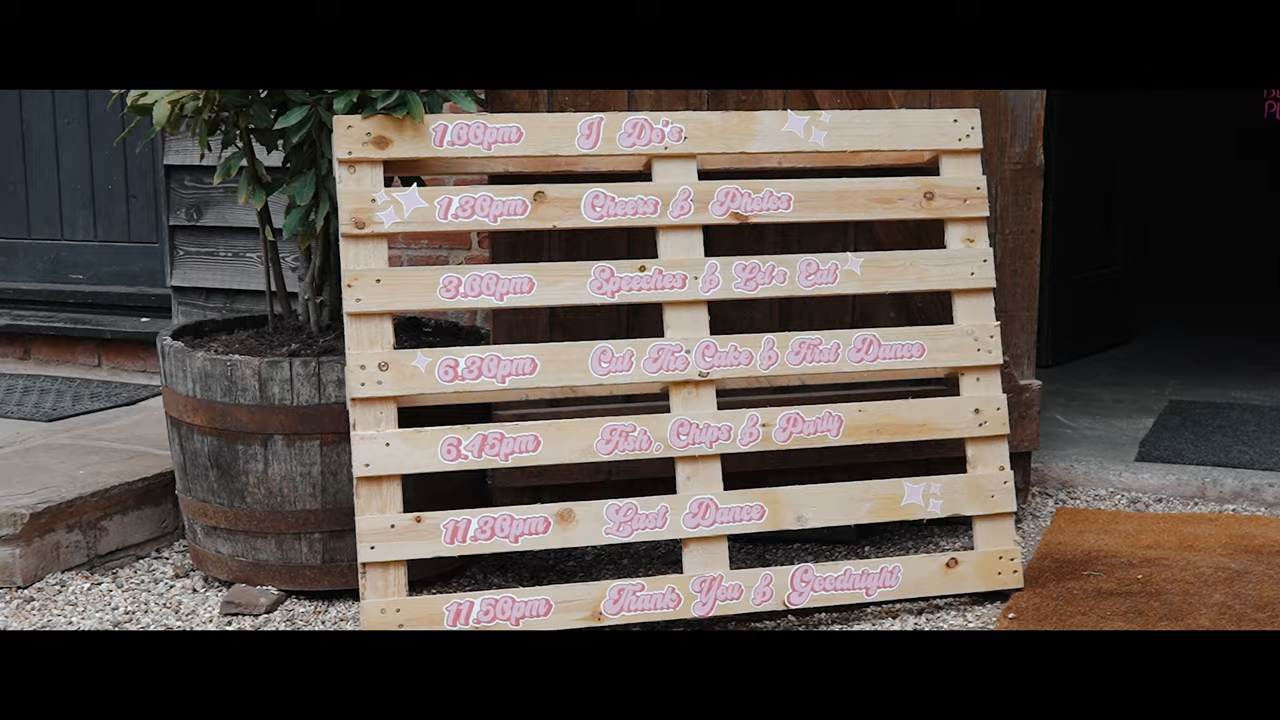 1.00pm I Do's
1.30pm Cheers & Photos
3.00pm Speeches & Let's Eat
6.30pm Cut The Cake & First Dance
6.45pm Fish, Chips & Party
11.30pm Last Dance
11.50pm Thank You & Goodnight